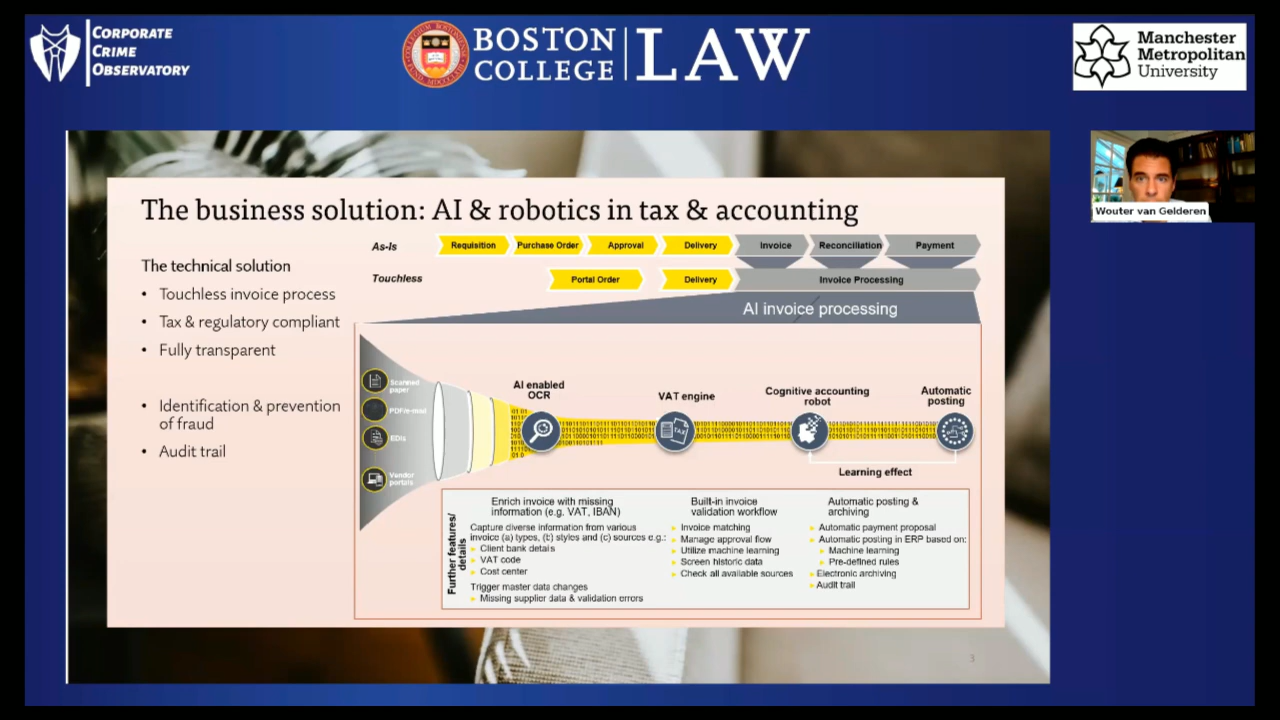 CORPORATE
CRIME
OBSERVATORY
BOSTON
COLLEGE
LAW
Manchester
Metropolitan
University
Wouter van Gelderen
The business solution: AI & robotics in tax & accounting
The technical solution
• Touchless invoice process
• Tax & regulatory compliant
• Fully transparent
• Identification & prevention
of fraud
• Audit trail
As-Is
Requisition
Purchase Order
Approval
Delivery
Invoice
Reconciliation
Payment
Touchless
Portal Order
Delivery
Invoice Processing
AI invoice processing
Scanned
paper
PDF/e-mail
EDIs
Vendor
portals
AI enabled
OCR
VAT engine
TAX
Cognitive accounting
robot
Automatic
posting
Learning effect
Further features/
details
Enrich invoice with missing
information (e.g. VAT, IBAN)
Capture diverse information from various
invoice (a) types, (b) styles and (c) sources e.g.:
Client bank details
VAT code
Cost center
Trigger master data changes
Missing supplier data & validation errors
Built-in invoice
validation workflow
Invoice matching
Manage approval flow
Utilize machine learning
Screen historic data
Check all available sources
Automatic posting &
archiving
Automatic payment proposal
Automatic posting in ERP based on:
Machine learning
Pre-defined rules
Electronic archiving
Audit trail
3